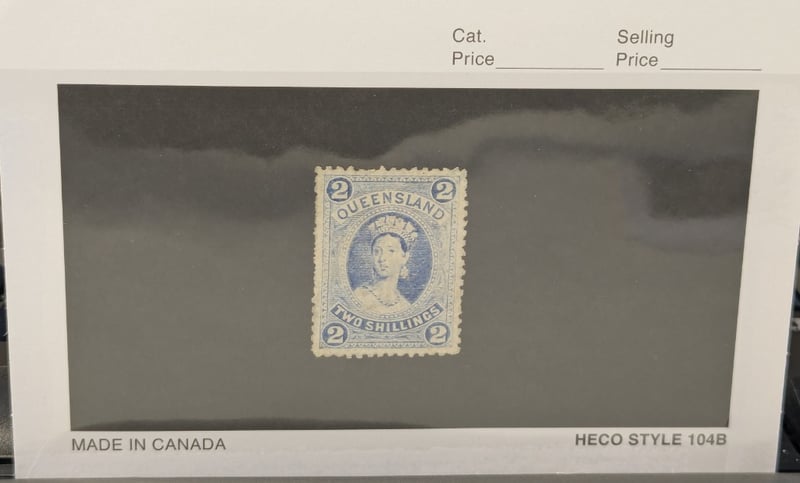 Cat. Selling
Price Price
2 2
QUEENSLAND
TWO SHILLINGS
2 2
MADE IN CANADA HECO STYLE 104B